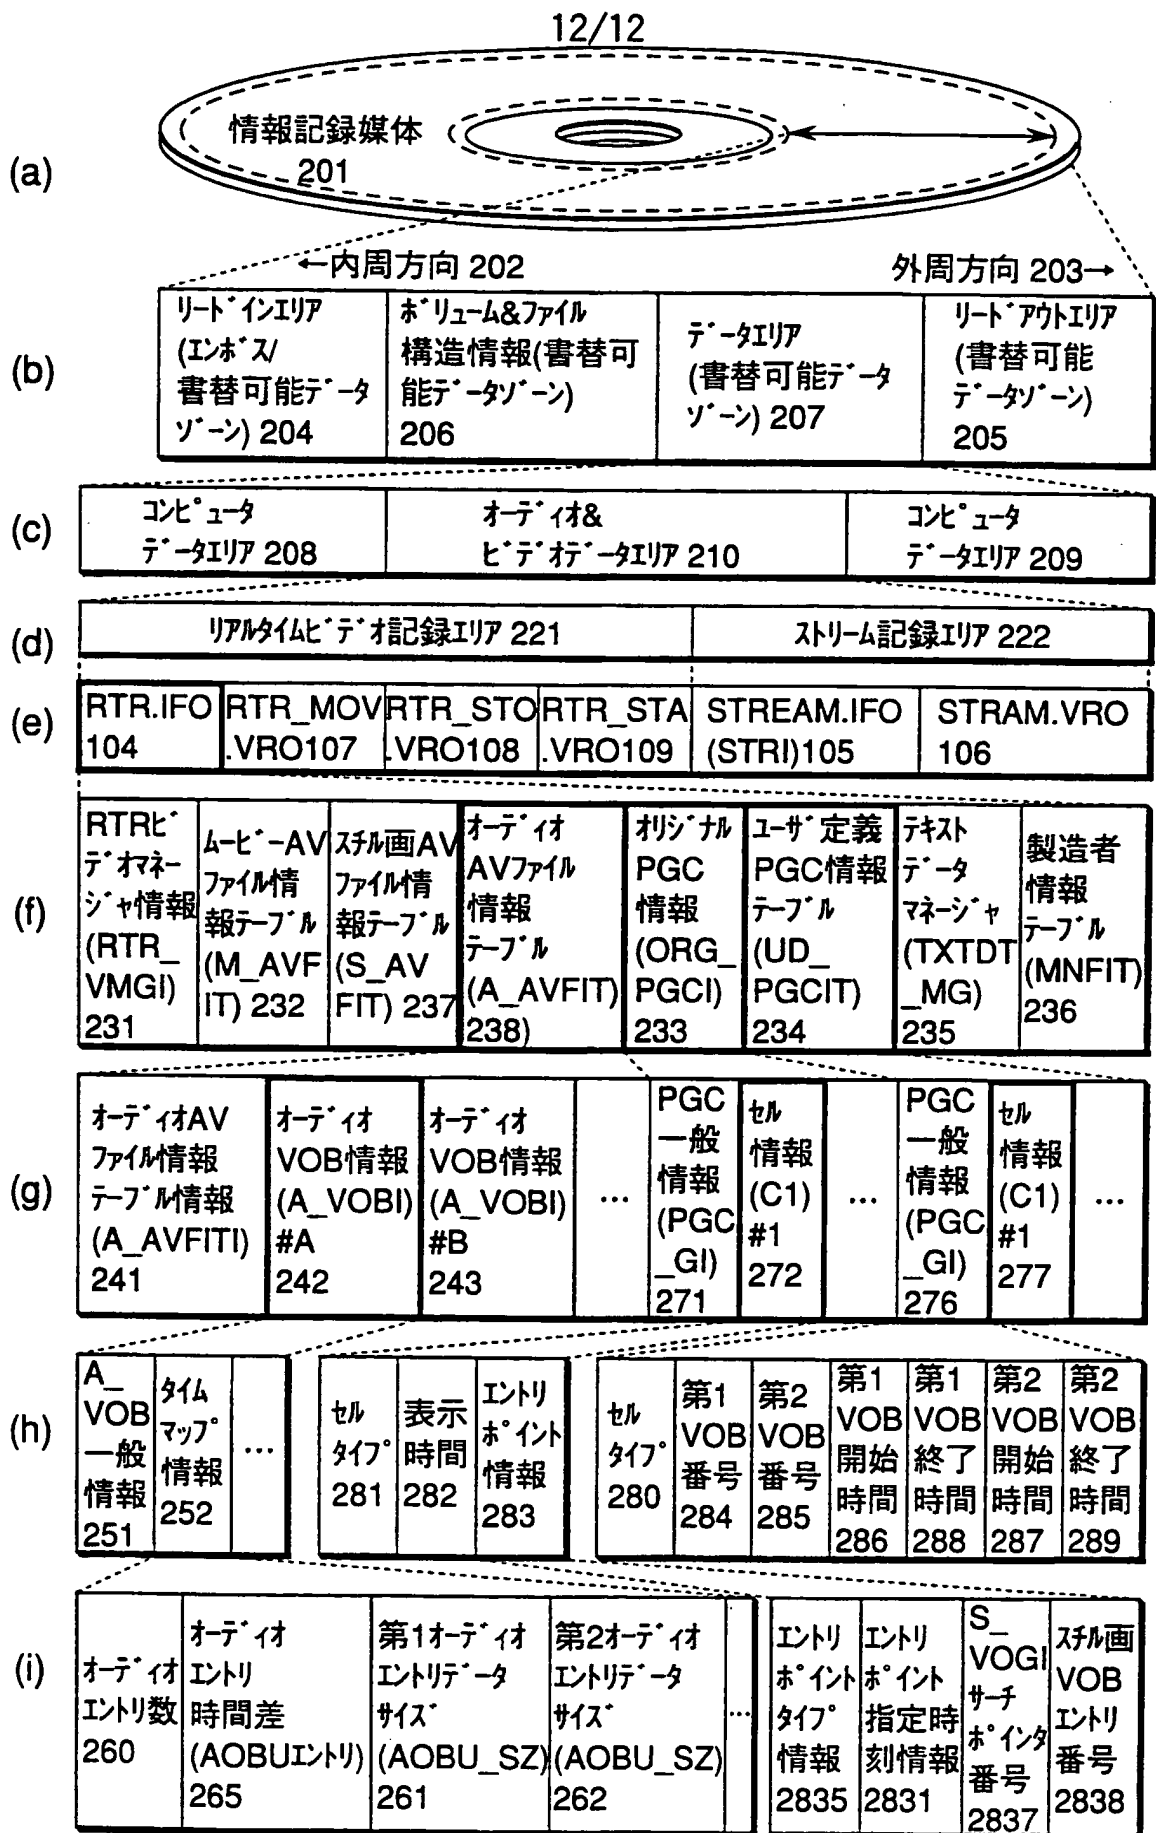 12/12
(a)
情報記録媒体
201
←内周方向 202
外周方向 203→
(b)
リードインエリア
(エンボス/
書替可能データ
ゾーン) 204
ボリューム&ファイル
構造情報(書替可
能データゾーン)
206
データエリア
(書替可能データ
ゾーン) 207
リードアウトエリア
(書替可能
データゾーン)
205
(c)
コンピュータ
データエリア 208
オーディオ&
ビデオデータエリア 210
コンピュータ
データエリア 209
(d)
リアルタイムビデオ記録エリア 221
ストリーム記録エリア 222
(e)
RTR.IFO
104
RTR_MOV
.VRO107
RTR_STO
.VRO108
RTR_STA
.VRO109
STREAM.IFO
(STRI)105
STRAM.VRO
106
(f)
RTRビ
デオマネー
ジャ情報
(RTR_
VMGI)
231
ムービーAV
ファイル情
報テーブル
(M_AVF
IT) 232
スチル画AV
ファイル情
報テーブル
(S_AV
FIT) 237
オーディオ
AVファイル
情報
テーブル
(A_AVFIT)
238)
オリジナル
PGC
情報
(ORG_
PGCI)
233
ユーザ定義
PGC情報
テーブル
(UD_
PGCIT)
234
テキスト
データ
マネージャ
(TXTDT
_MG)
235
製造者
情報
テーブル
(MNFIT)
236
(g)
オーディオAV
ファイル情報
テーブル情報
(A_AVFITI)
241
オーディオ
VOB情報
(A_VOBI)
#A
242
オーディオ
VOB情報
(A_VOBI)
#B
243
…
PGC
一般
情報
(PGC
_GI)
271
セル
情報
(C1)
#1
272
…
PGC
一般
情報
(PGC
_GI)
276
セル
情報
(C1)
#1
277
…
(h)
A_
VOB
一般
情報
251
タイム
マップ
情報
252
…
セル
タイプ
281
表示
時間
282
エントリ
ポイント
情報
283
セル
タイプ
280
第1
VOB
番号
284
第2
VOB
番号
285
第1
VOB
開始
時間
286
第1
VOB
終了
時間
288
第2
VOB
開始
時間
287
第2
VOB
終了
時間
289
(i)
オーディオ
エントリ数
260
オーディオ
エントリ
時間差
(AOBUエントリ)
265
第1オーディオ
エントリデータ
サイズ
(AOBU_SZ)
261
第2オーディオ
エントリデータ
サイズ
(AOBU_SZ)
262
…
エントリ
ポイント
タイプ
情報
2835
エントリ
ポイント
指定時
刻情報
2831
S_
VOGI
サーチ
ポインタ
番号
2837
スチル画
VOB
エントリ
番号
2838